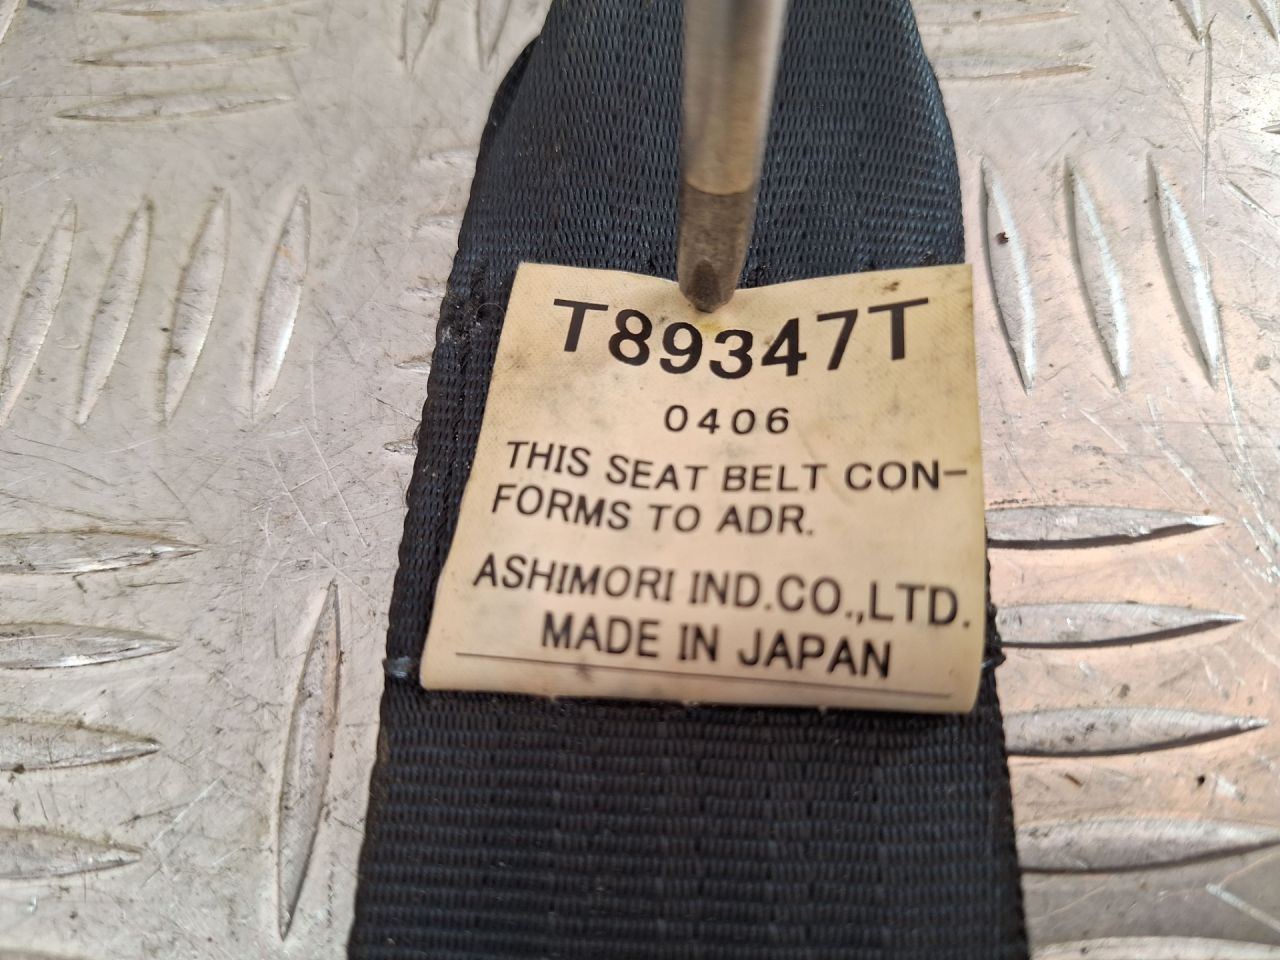 T89347T
0406
THIS SEAT BELT CON-
FORMS TO ADR.
ASHIMORI IND.CO.,LTD.
MADE IN JAPAN